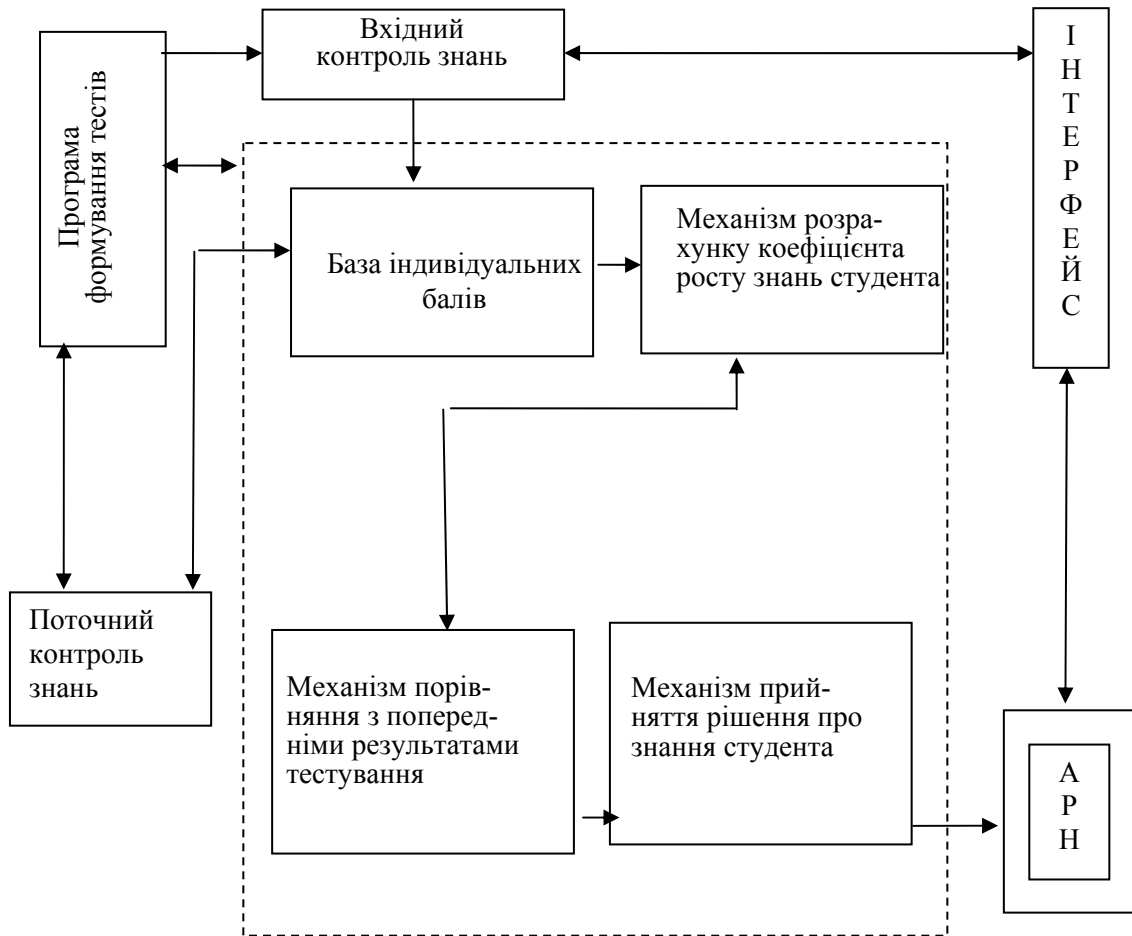 Вхідний
контроль знань
І
Н
Т
Е
Р
Ф
Е
Й
С
Програма
формування тестів
База індивідуальних
балів
Механізм розра-
хунку коефіцієнта
росту знань студента
Поточний
контроль
знань
Механізм порів-
няння з поперед-
німи результатами
тестування
Механізм прий-
няття рішення про
знання студента
А
Р
Н